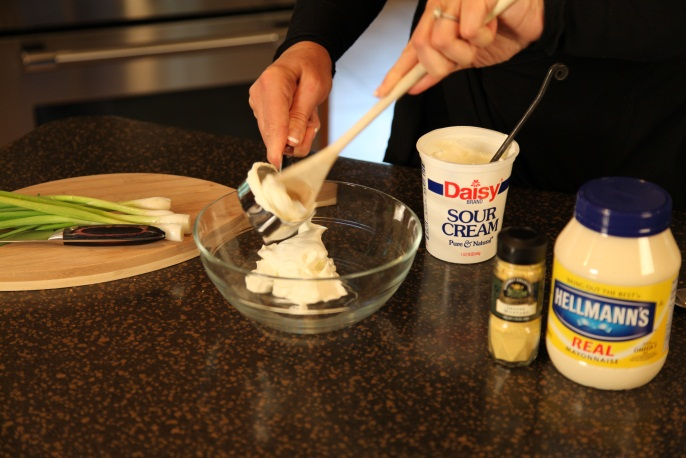 Daisy
BRAND
SOUR
CREAM
Pure & Natural
BRING OUT THE BEST
HELLMANN'S
REAL
MAYONNAISE